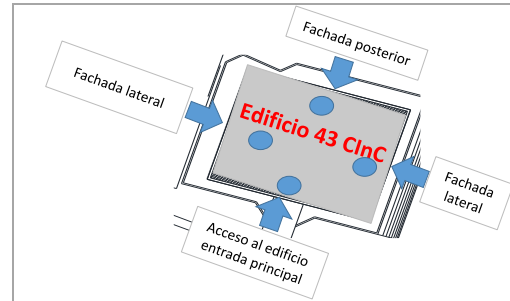 Fachada posterior
Fachada lateral
Edificio 43 CInC
Fachada
lateral
Acceso al edificio
entrada principal